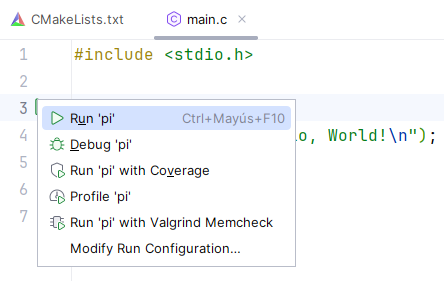 CMakeLists.txt main.c
1 #include <stdio.h>
2
3
Run 'pi' Ctrl+Mayús+F10
4 o, World!\n");
Debug 'pi'
5
Run 'pi' with Coverage
6
Profile 'pi'
7
Run 'pi' with Valgrind Memcheck
Modify Run Configuration...